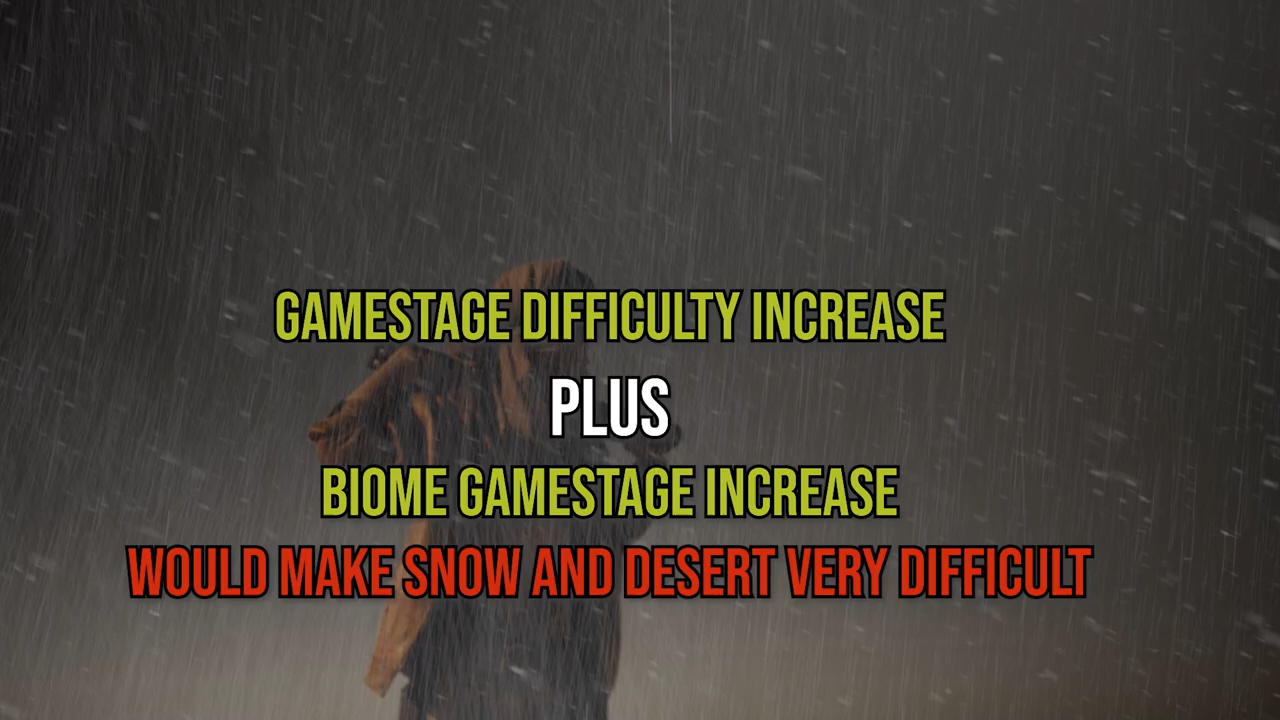 GAMESTAGE DIFFICULTY INCREASE
PLUS
BIOME GAMESTAGE INCREASE
WOULD MAKE SNOW AND DESERT VERY DIFFICULT